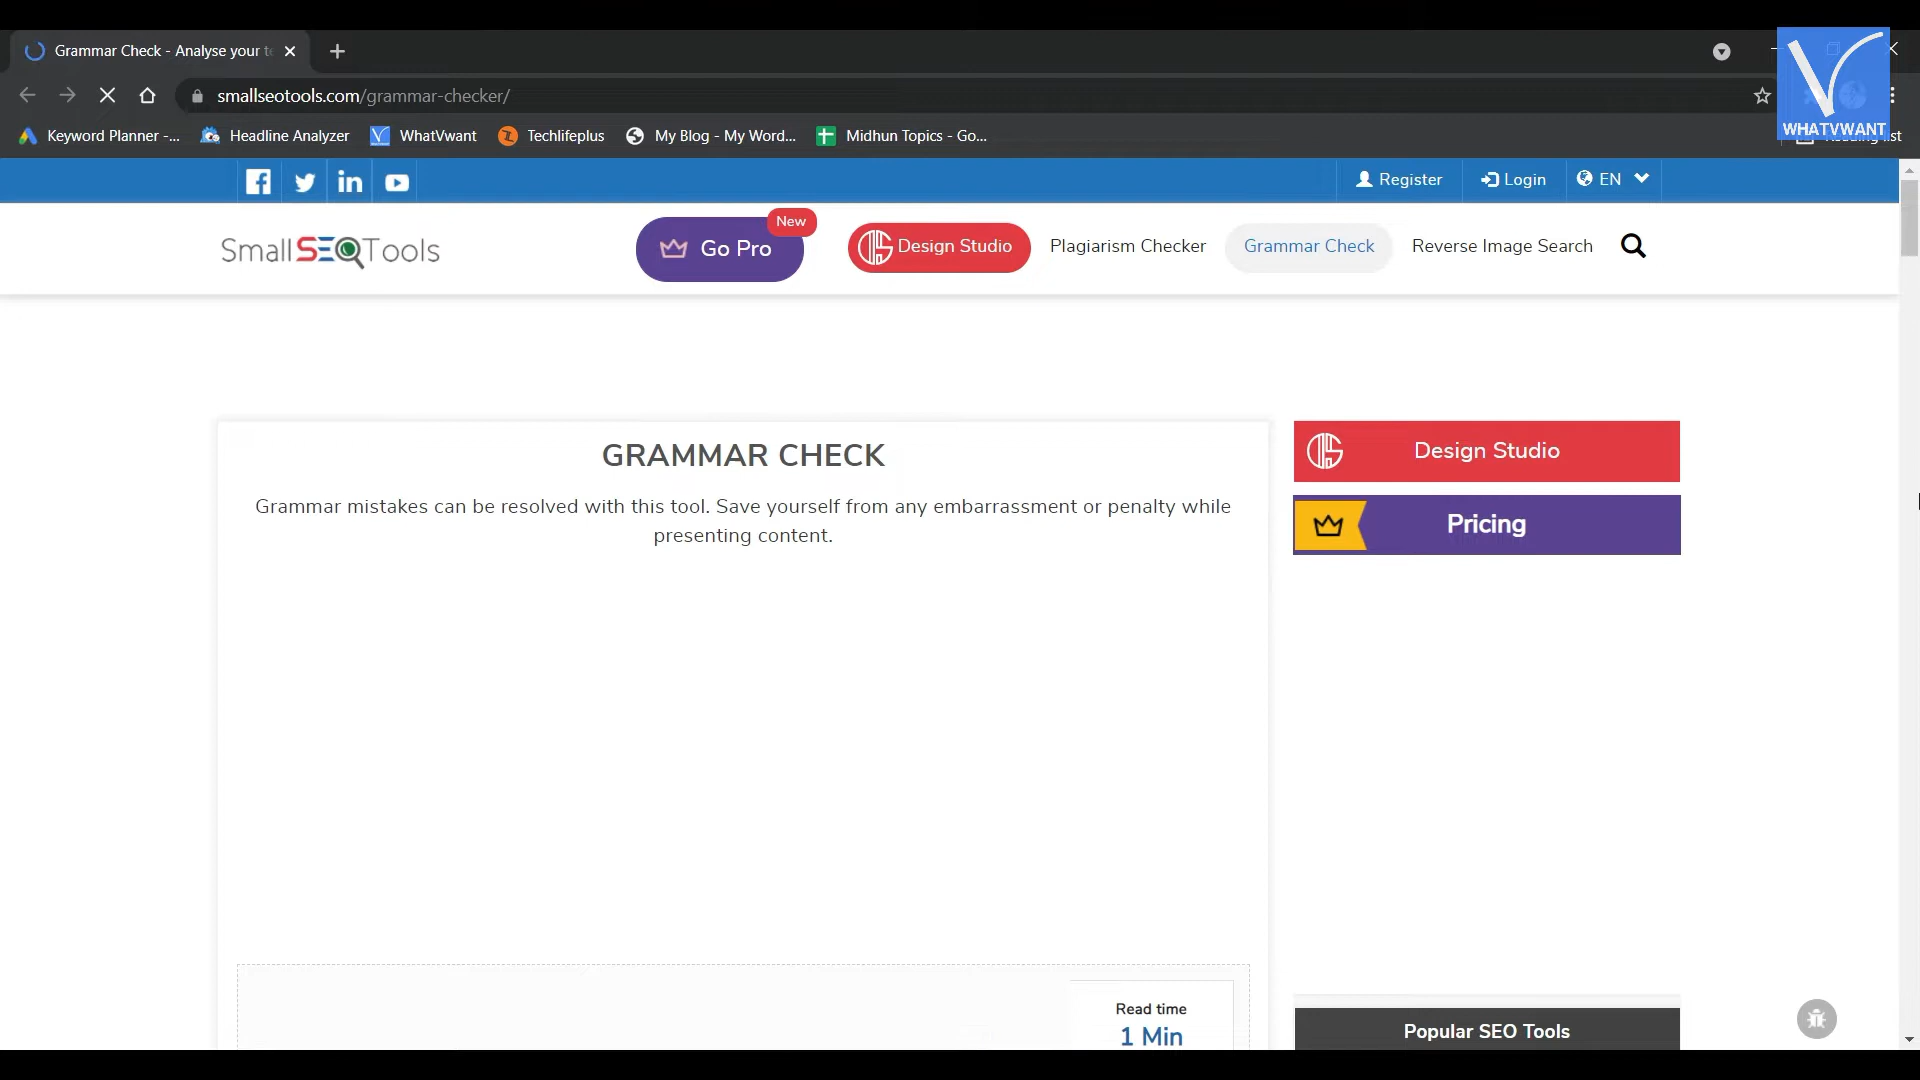 Grammar Check - Analyse your te
smallseotools.com/grammar-checker/
Keyword Planner -... Headline Analyzer WhatVwant Techlifeplus My Blog - My Word... Midhun Topics - Go...
WHATVWANT
Register Login EN
SmallSEOTools
Go Pro
New
Design Studio
Plagiarism Checker
Grammar Check
Reverse Image Search
GRAMMAR CHECK
Grammar mistakes can be resolved with this tool. Save yourself from any embarrassment or penalty while
presenting content.
Design Studio
Pricing
Read time
1 Min
Popular SEO Tools